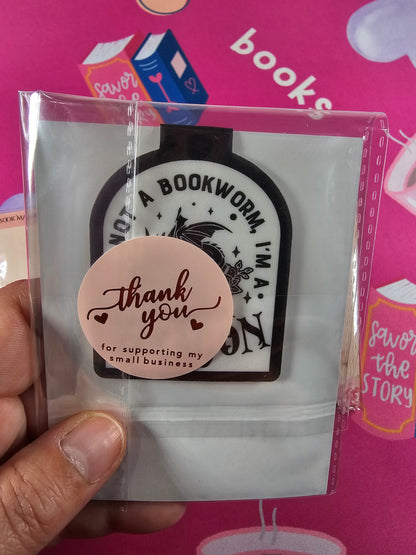 books
SAVOR
NOT A BOOKWORM, I'M A
thank
you
for supporting my
small business
SAVOR
the
STORY